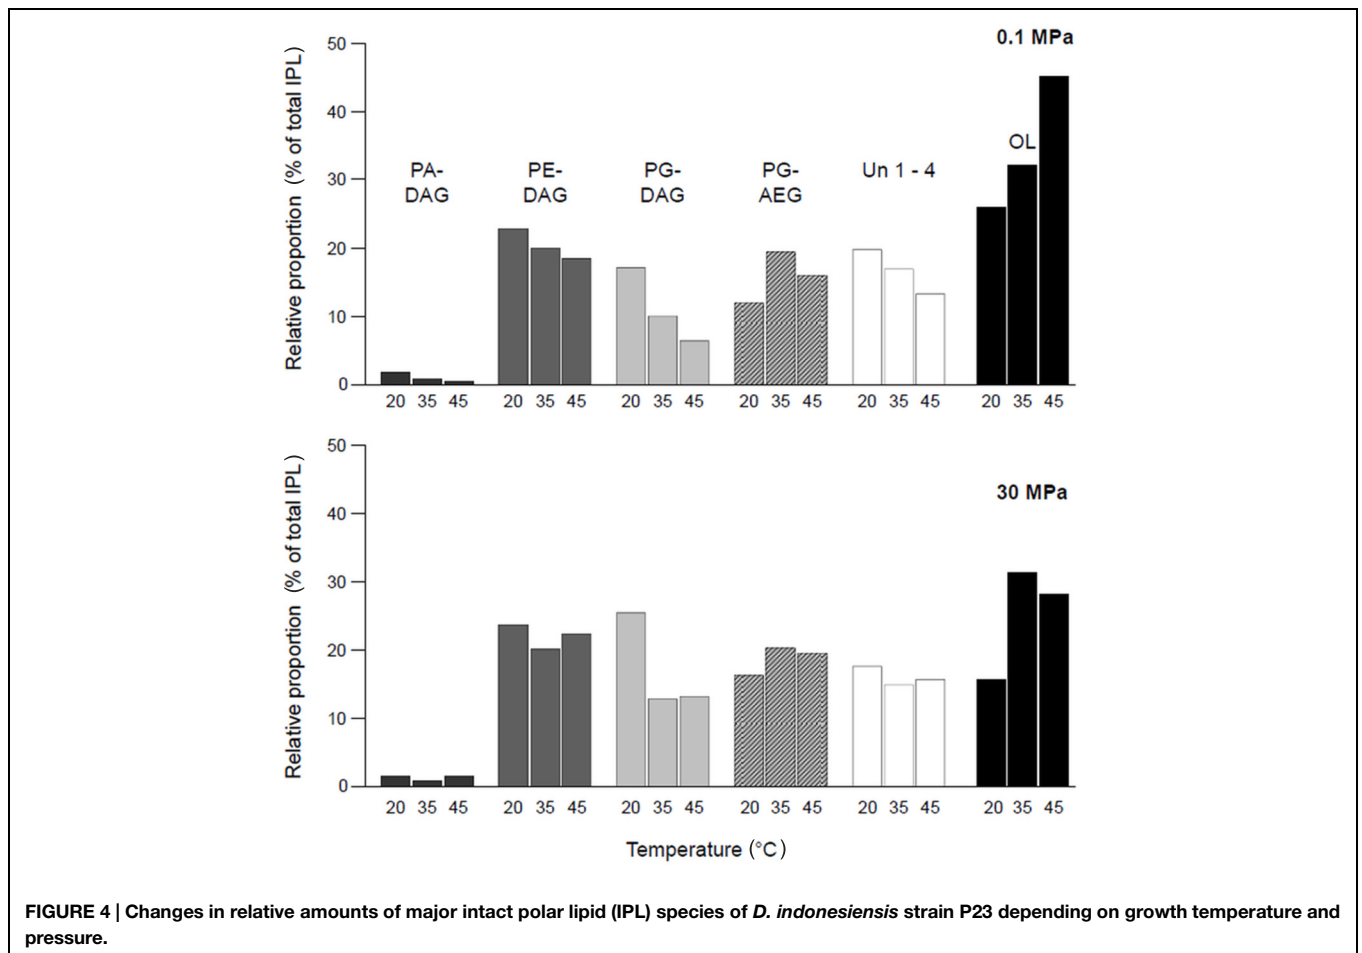 0.1 MPa
Relative proportion (% of total IPL)
50
40
30
20
10
0
PA-
DAG
PE-
DAG
PG-
DAG
PG-
AEG
Un 1 - 4
OL
20 35 45 20 35 45 20 35 45 20 35 45 20 35 45 20 35 45
30 MPa
Relative proportion (% of total IPL)
50
40
30
20
10
0
20 35 45 20 35 45 20 35 45 20 35 45 20 35 45 20 35 45
Temperature (°C)
FIGURE 4 | Changes in relative amounts of major intact polar lipid (IPL) species of D. indonesiensis strain P23 depending on growth temperature and
pressure.